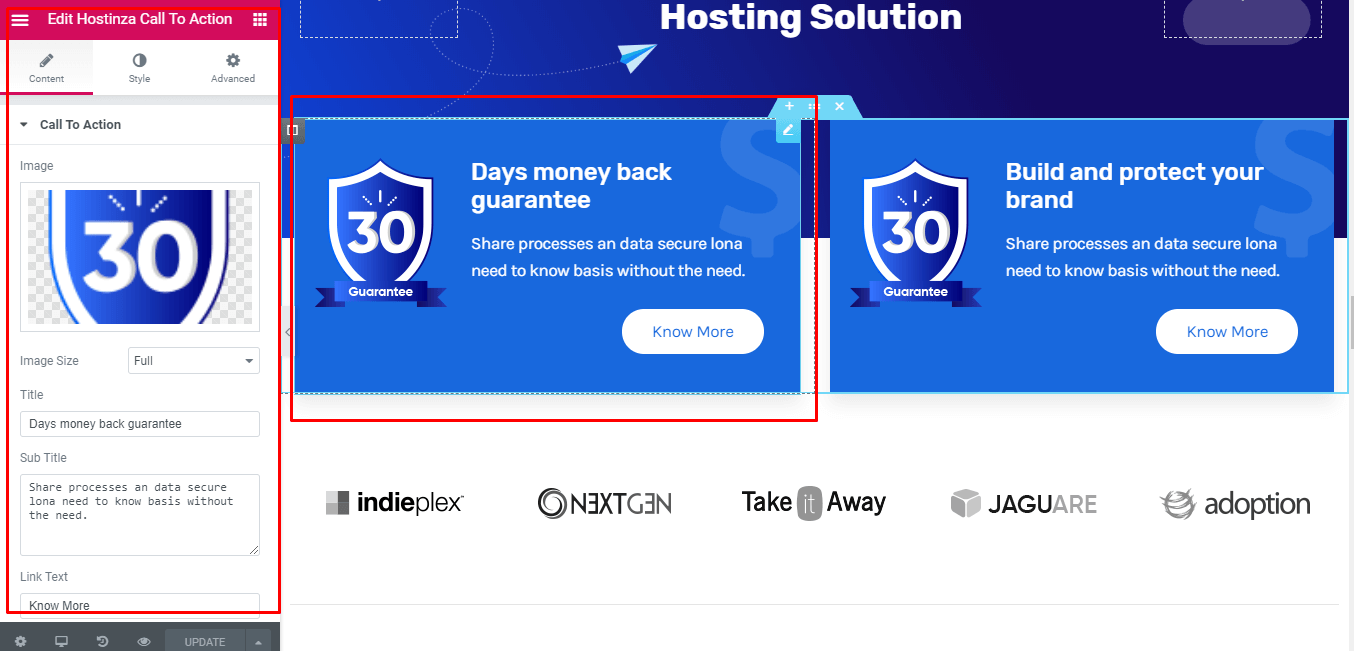 Edit Hostinza Call To Action
Content
Style
Advanced
Call To Action
Image
30
Image Size
Full
Title
Days money back guarantee
Sub Title
Share processes an data secure
lona need to know basis without
the need.
Link Text
Know More
UPDATE
Hosting Solution
30
Guarantee
Days money back
guarantee
Share processes an data secure lona
need to know basis without the need.
Know More
$
30
Guarantee
Build and protect your
brand
Share processes an data secure lona
need to know basis without the need.
Know More
$
indieplex
NEXTGEN
Take it Away
JAGUARE
adoption